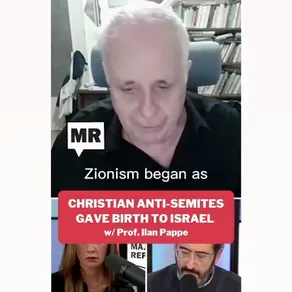 MR
Zionism began as
CHRISTIAN ANTI-SEMITES
GAVE BIRTH TO ISRAEL
w/ Prof. Ilan Pappe